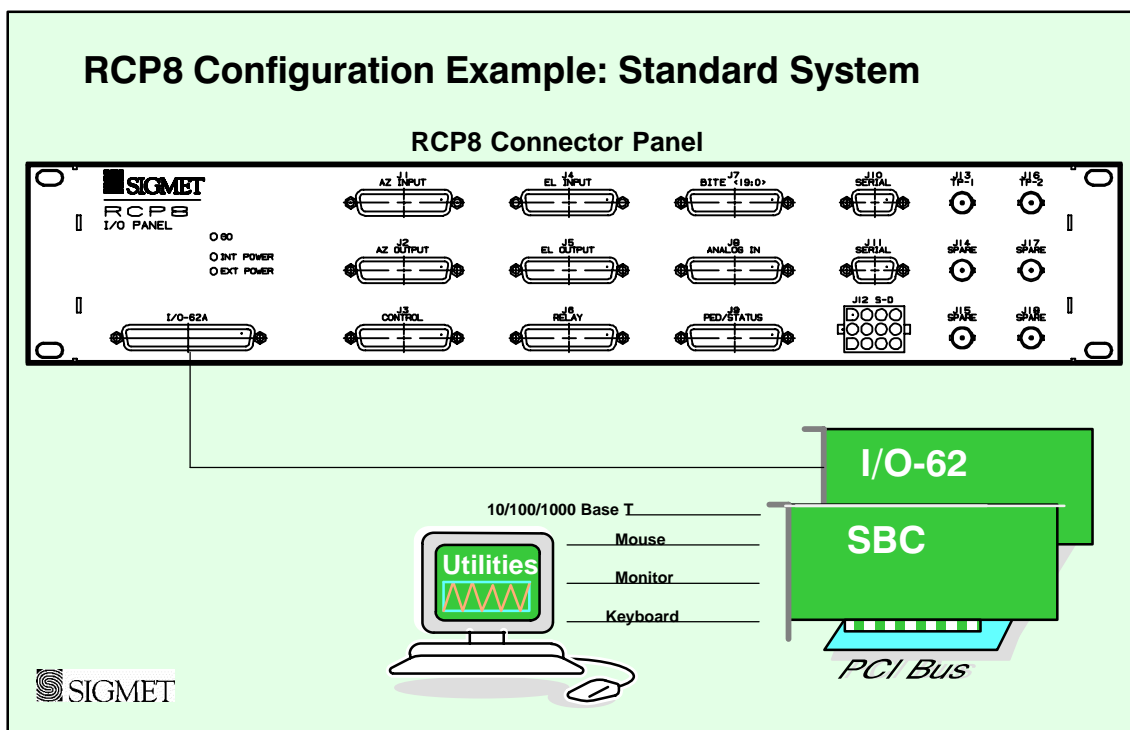 RCP8 Configuration Example: Standard System
RCP8 Connector Panel
SIGMET
RCP8
I/O PANEL
GO
INT POWER
EXT POWER
I/O-62A
J1
AZ INPUT
J4
EL INPUT
J7
BITE <19:0>
J10
SERIAL
J13
TP-1
J16
TP-2
J2
AZ OUTPUT
J5
EL OUTPUT
J8
ANALOG IN
J11
SERIAL
J14
SPARE
J17
SPARE
J3
CONTROL
J6
RELAY
J9
PED/STATUS
J12 S-D
J15
SPARE
J18
SPARE
I/O-62
10/100/1000 Base T
SBC
Mouse
Utilities
Monitor
Keyboard
PCI Bus
SIGMET